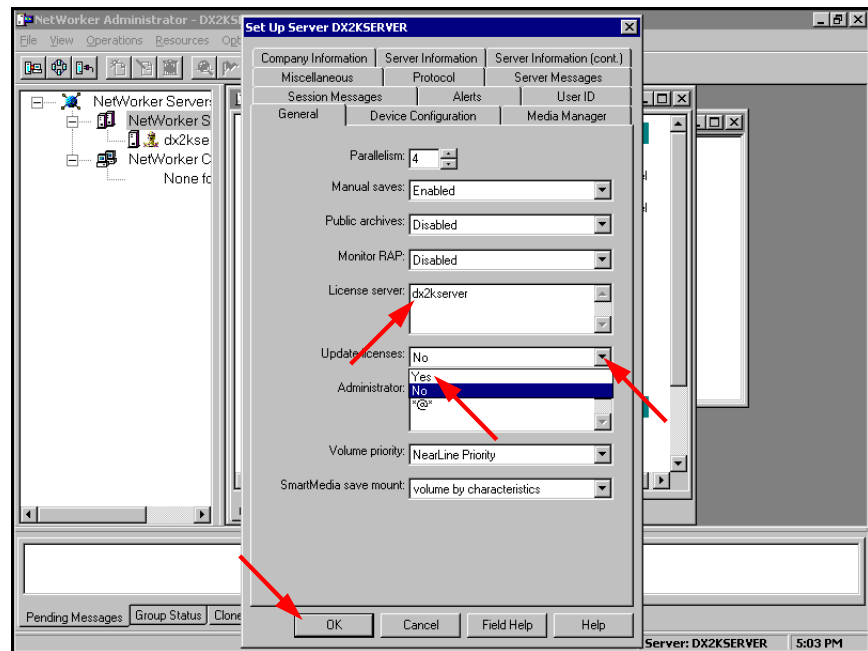 NetWorker Administrator - DX2KS
File View Operations Resources Opt
NetWorker Server:
NetWorker S
dx2kse
NetWorker C
None fo
Set Up Server DX2KSERVER
Company Information
Server Information
Server Information (cont.)
Miscellaneous
Protocol
Server Messages
Session Messages
Alerts
User ID
General
Device Configuration
Media Manager
Parallelism: 4
Manual saves: Enabled
Public archives: Disabled
Monitor RAP: Disabled
License server: dx2kserver
Update licenses: No
Yes
No
Administrator: *@*
Volume priority: NearLine Priority
SmartMedia save mount: volume by characteristics
OK
Cancel
Field Help
Help
Pending Messages
Group Status
Clone
Server: DX2KSERVER
5:03 PM